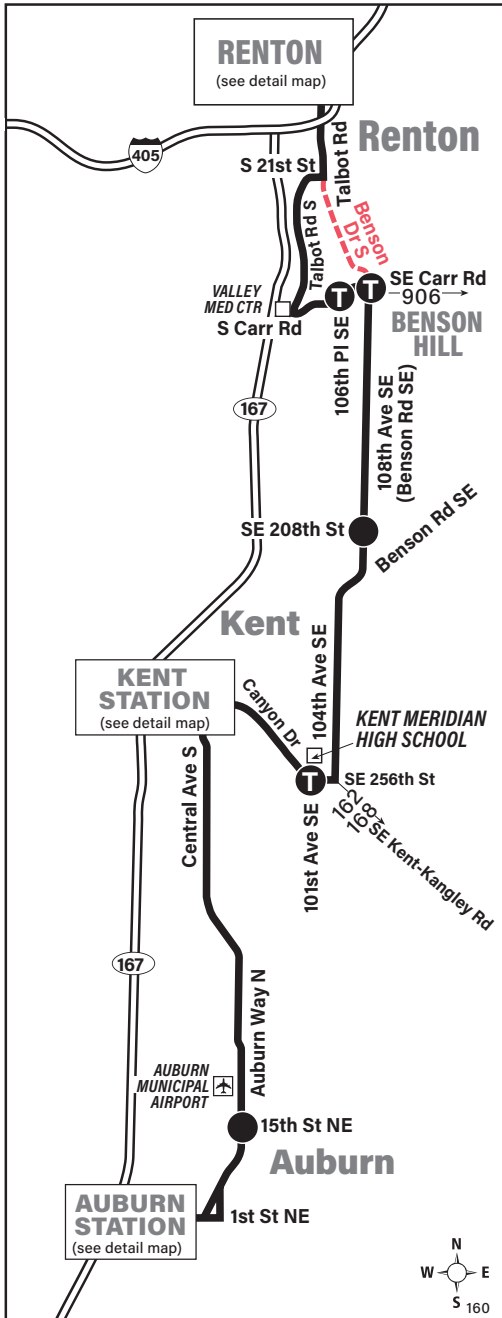 RENTON
(see detail map)
Renton
405
S 21st St
Talbot Rd
Talbot Rd S
Benson
Dr S
VALLEY
MED CTR
S Carr Rd
T
T
SE Carr Rd
906
BENSON
HILL
106th Pl SE
108th Ave SE
(Benson Rd SE)
167
SE 208th St
Benson Rd SE
Kent
KENT
STATION
(see detail map)
Canyon Dr
104th Ave SE
KENT MERIDIAN
HIGH SCHOOL
T
SE 256th St
162
168
SE Kent-Kangley Rd
101st Ave SE
Central Ave S
167
Auburn Way N
AUBURN
MUNICIPAL
AIRPORT
15th St NE
Auburn
AUBURN
STATION
(see detail map)
1st St NE
N
W
E
S
160